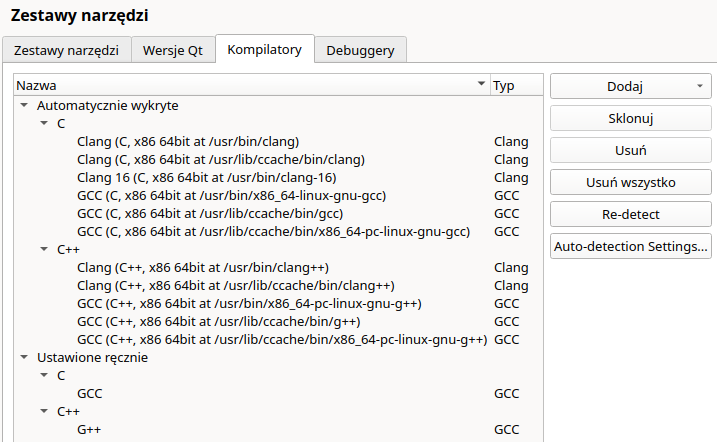 Zestawy narzędzi
Zestawy narzędzi Wersje Qt Kompilatory Debuggery
Nazwa Typ
Automatycznie wykryte
C
Clang (C, x86 64bit at /usr/bin/clang) Clang
Clang (C, x86 64bit at /usr/lib/ccache/bin/clang) Clang
Clang 16 (C, x86 64bit at /usr/bin/clang-16) Clang
GCC (C, x86 64bit at /usr/bin/x86_64-linux-gnu-gcc) GCC
GCC (C, x86 64bit at /usr/lib/ccache/bin/gcc) GCC
GCC (C, x86 64bit at /usr/lib/ccache/bin/x86_64-pc-linux-gnu-gcc) GCC
C++
Clang (C++, x86 64bit at /usr/bin/clang++) Clang
Clang (C++, x86 64bit at /usr/lib/ccache/bin/clang++) Clang
GCC (C++, x86 64bit at /usr/bin/x86_64-pc-linux-gnu-g++) GCC
GCC (C++, x86 64bit at /usr/lib/ccache/bin/g++) GCC
GCC (C++, x86 64bit at /usr/lib/ccache/bin/x86_64-pc-linux-gnu-g++) GCC
Ustawione ręcznie
C
GCC GCC
C++
G++ GCC
Dodaj
Sklonuj
Usuń
Usuń wszystko
Re-detect
Auto-detection Settings...